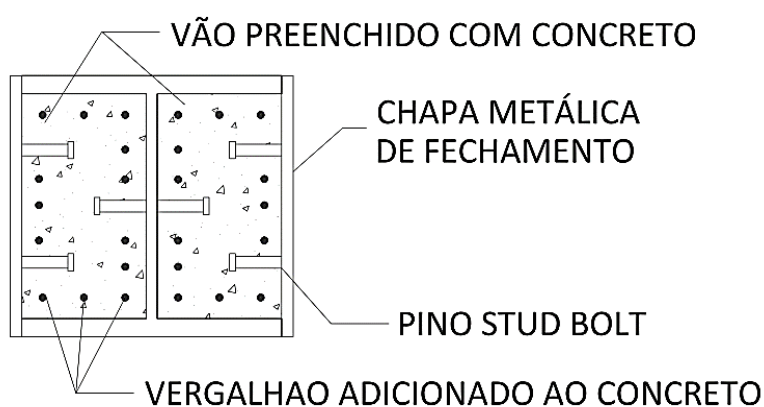 VÃO PREENCHIDO COM CONCRETO
CHAPA METÁLICA
DE FECHAMENTO
PINO STUD BOLT
VERGALHAO ADICIONADO AO CONCRETO